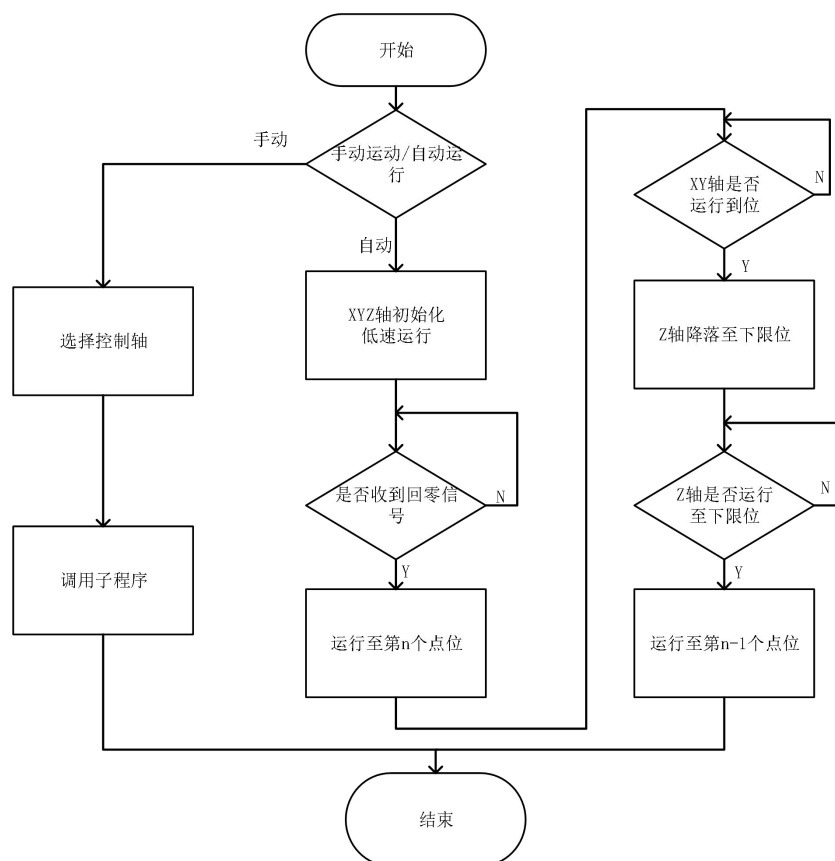 开始
手动
手动运动/自动运
行
自动
选择控制轴
XYZ轴初始化
低速运行
调用子程序
是否收到回零信
号
N
Y
运行至第n个点位
XY轴是否
运行到位
N
Y
Z轴降落至下限位
Z轴是否运行
至下限位
N
Y
运行至第n-1个点位
结束